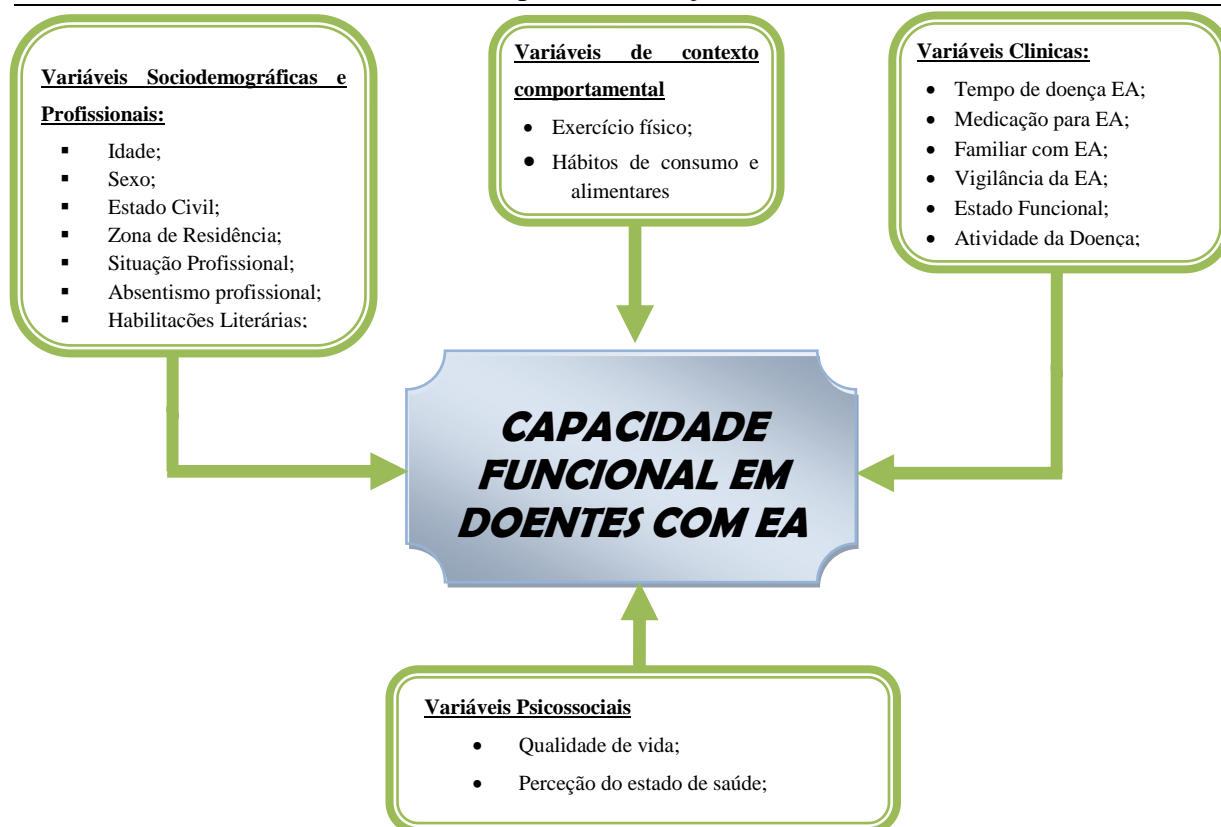 Variáveis Sociodemográficas e
Profissionais:
▪ Idade;
▪ Sexo;
▪ Estado Civil;
▪ Zona de Residência;
▪ Situação Profissional;
▪ Absentismo profissional;
▪ Habilitações Literárias;
Variáveis de contexto
comportamental
• Exercício físico;
• Hábitos de consumo e
alimentares
Variáveis Clinicas:
• Tempo de doença EA;
• Medicação para EA;
• Familiar com EA;
• Vigilância da EA;
• Estado Funcional;
• Atividade da Doença;
CAPACIDADE
FUNCIONAL EM
DOENTES COM EA
Variáveis Psicossociais
• Qualidade de vida;
• Perceção do estado de saúde;